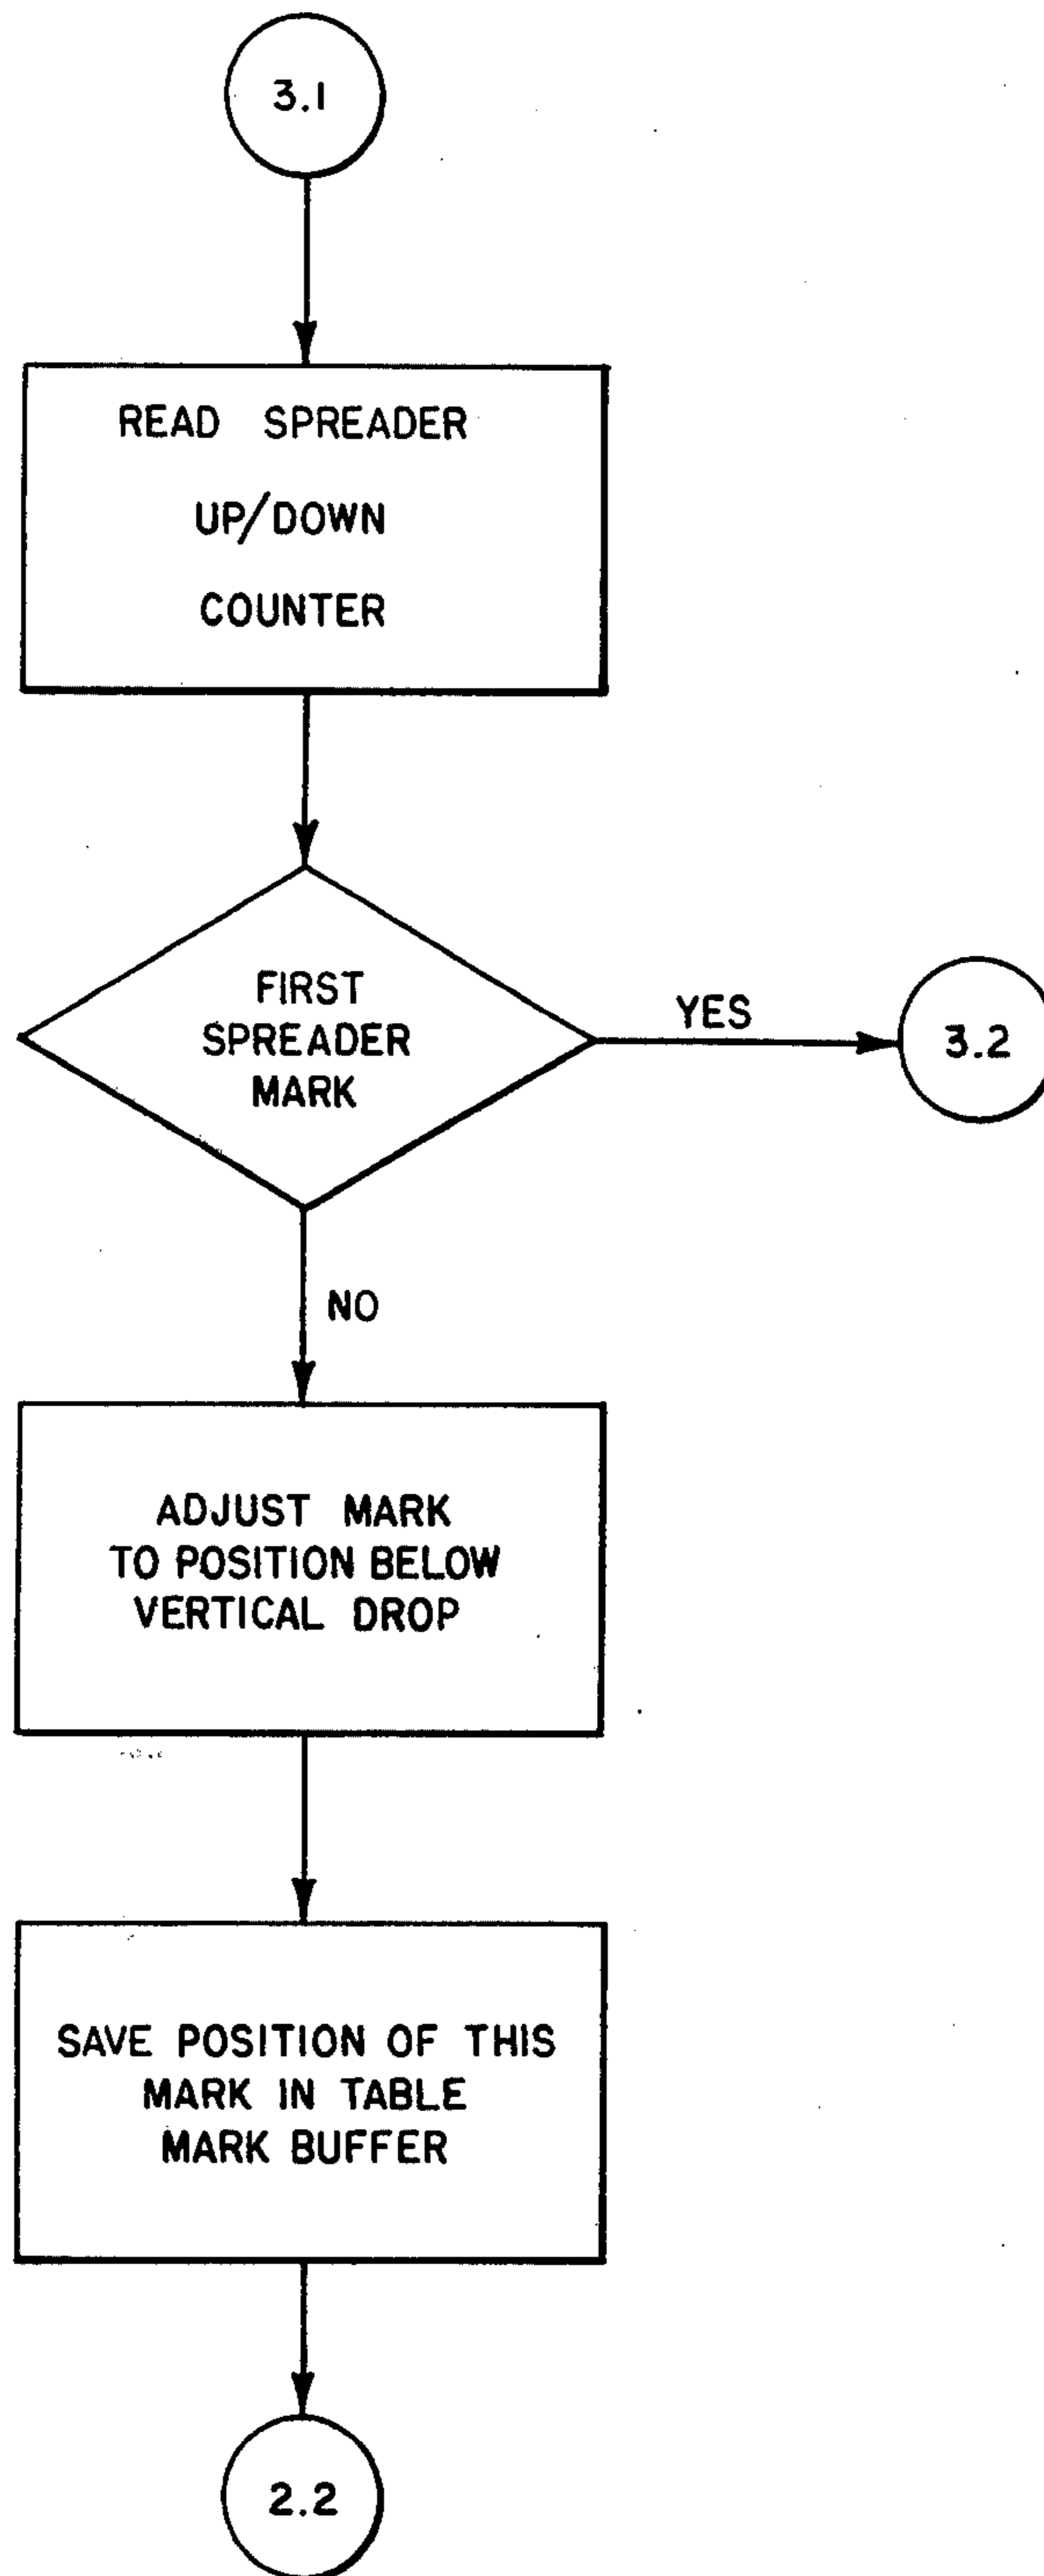 3.1
READ SPREADER
UP/DOWN
COUNTER
FIRST
SPREADER
MARK
YES
3.2
NO
ADJUST MARK
TO POSITION BELOW
VERTICAL DROP
SAVE POSITION OF THIS
MARK IN TABLE
MARK BUFFER
2.2